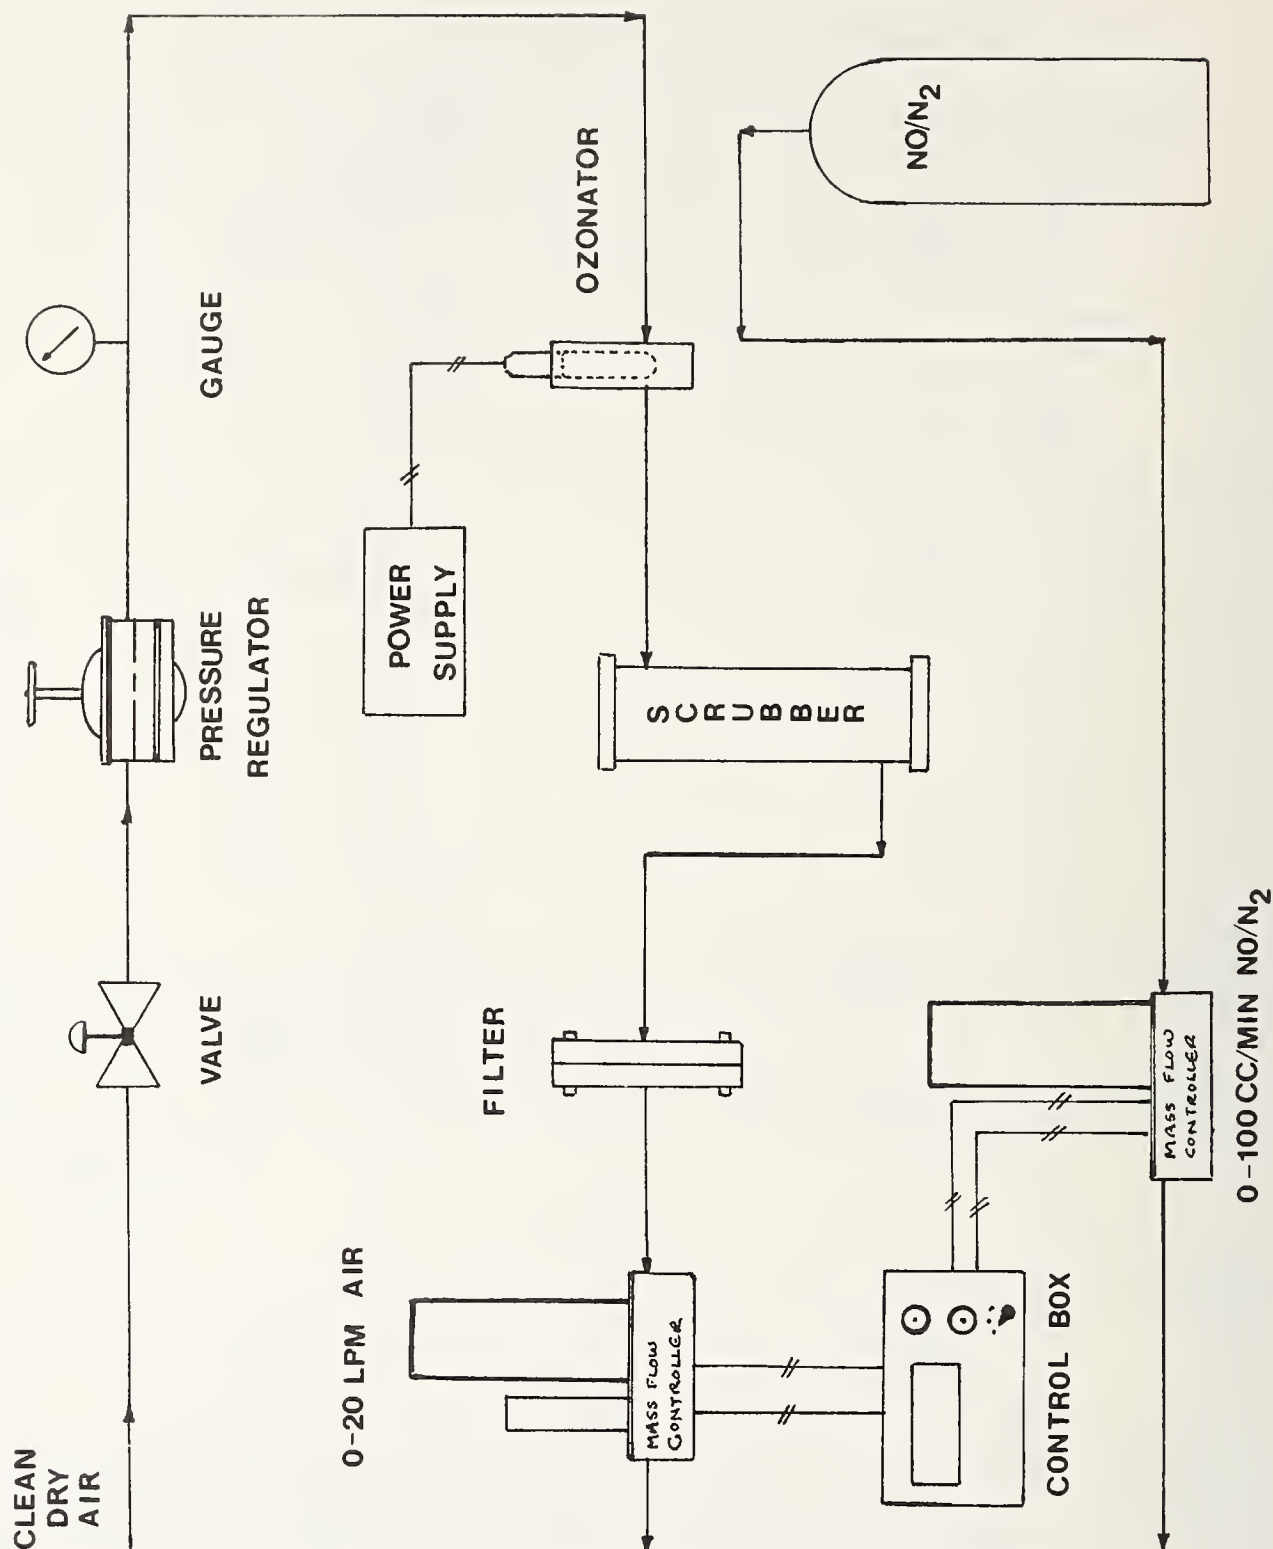 CLEAN
DRY
AIR
VALVE
PRESSURE
REGULATOR
GAUGE
0-20 LPM AIR
MASS FLOW
CONTROLLER
FILTER
SCRUBBER
POWER
SUPPLY
OZONATOR
CONTROL BOX
MASS FLOW
CONTROLLER
0-100 CC/MIN NO/N₂
NO/N₂